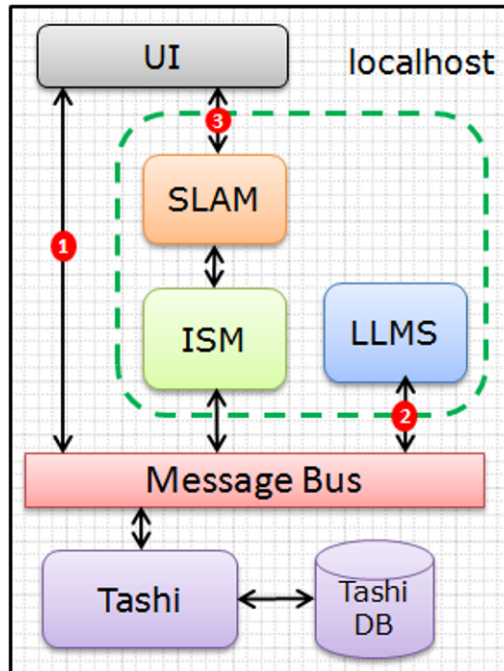 UI
localhost
3
SLAM
1
ISM
LLMS
2
Message Bus
Tashi
Tashi
DB